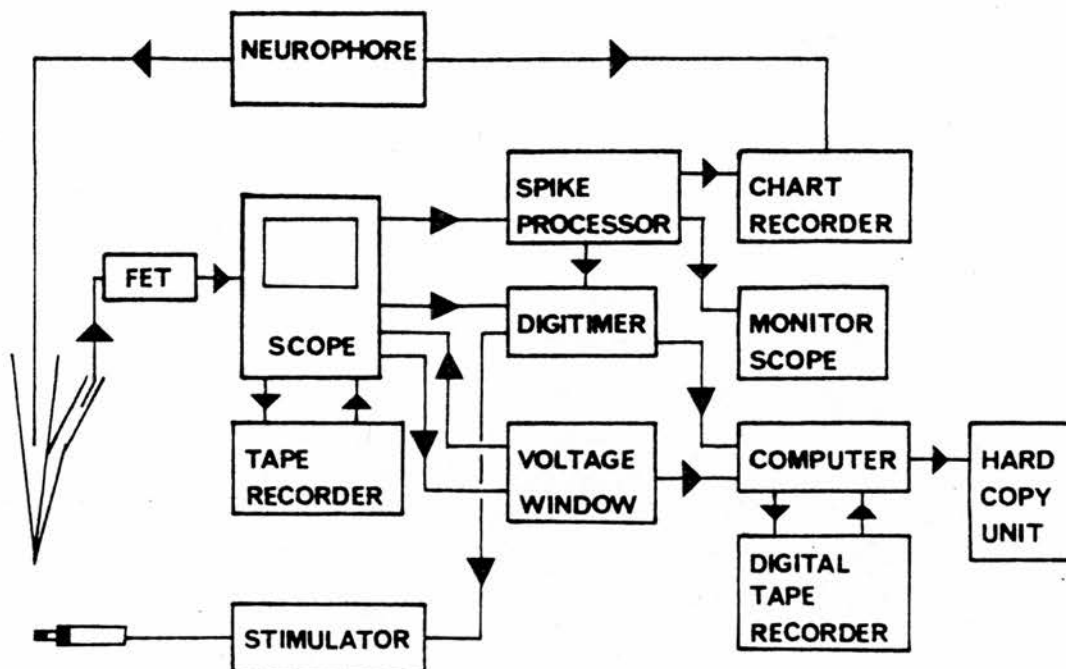 NEUROPHORE
SPIKE
PROCESSOR
CHART
RECORDER
FET
SCOPE
DIGITIMER
MONITOR
SCOPE
TAPE
RECORDER
VOLTAGE
WINDOW
COMPUTER
HARD
COPY
UNIT
DIGITAL
TAPE
RECORDER
STIMULATOR